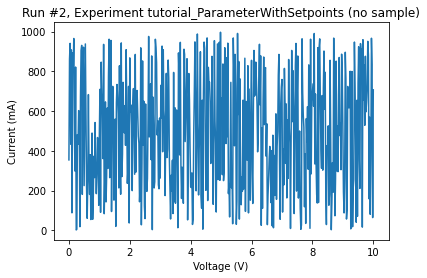 Run #2, Experiment tutorial_ParameterWithSetpoints (no sample)
Current (mA)
1000
800
600
400
200
0
0 2 4 6 8 10
Voltage (V)